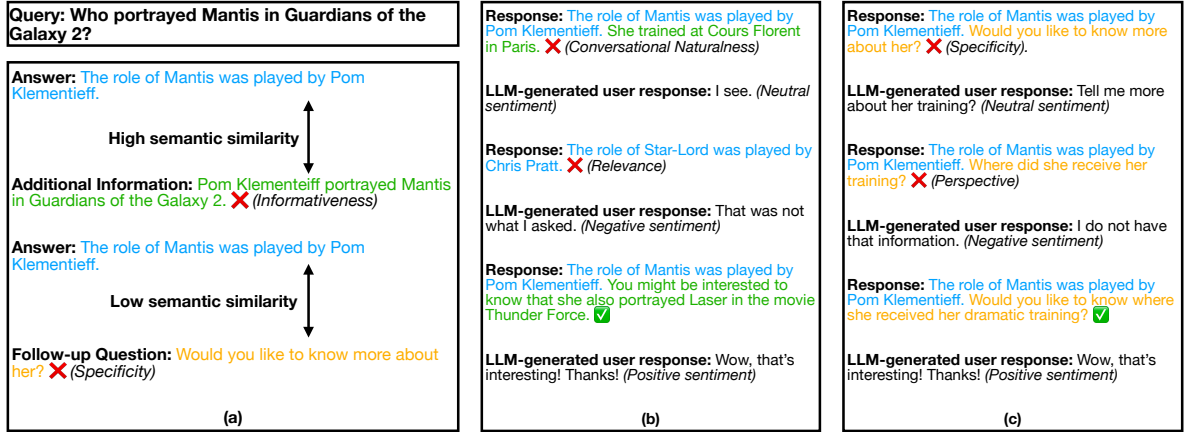 Query: Who portrayed Mantis in Guardians of the
Galaxy 2?
Answer: The role of Mantis was played by Pom
Klementieff.
High semantic similarity
Additional Information: Pom Klementeiff portrayed Mantis
in Guardians of the Galaxy 2. ❌ (Informativeness)
Answer: The role of Mantis was played by Pom
Klementieff.
Low semantic similarity
Follow-up Question: Would you like to know more about
her? ❌ (Specificity)
(a)
Response: The role of Mantis was played by
Pom Klementieff. She trained at Cours Florent
in Paris. ❌ (Conversational Naturalness)
LLM-generated user response: I see. (Neutral
sentiment)
Response: The role of Star-Lord was played by
Chris Pratt. ❌ (Relevance)
LLM-generated user response: That was not
what I asked. (Negative sentiment)
Response: The role of Mantis was played by
Pom Klementieff. You might be interested to
know that she also portrayed Laser in the movie
Thunder Force. ✅
LLM-generated user response: Wow, that's
interesting! Thanks! (Positive sentiment)
(b)
Response: The role of Mantis was played by
Pom Klementieff. Would you like to know more
about her? ❌ (Specificity).
LLM-generated user response: Tell me more
about her training? (Neutral sentiment)
Response: The role of Mantis was played by
Pom Klementieff. Where did she receive her
training? ❌ (Perspective)
LLM-generated user response: I do not have
that information. (Negative sentiment)
Response: The role of Mantis was played by
Pom Klementieff. Would you like to know where
she received her dramatic training? ✅
LLM-generated user response: Wow, that's
interesting! Thanks! (Positive sentiment)
(c)